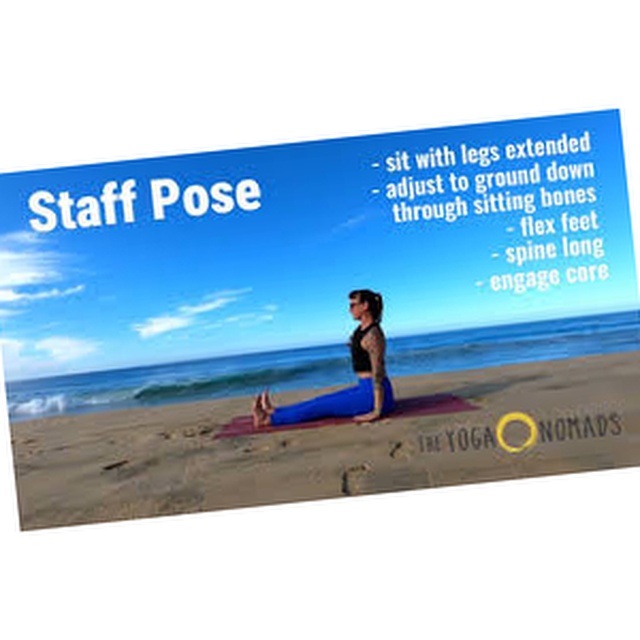 Staff Pose
- sit with legs extended
- adjust to ground down
through sitting bones
- flex feet
- spine long
- engage core
THE YOGA NOMADS